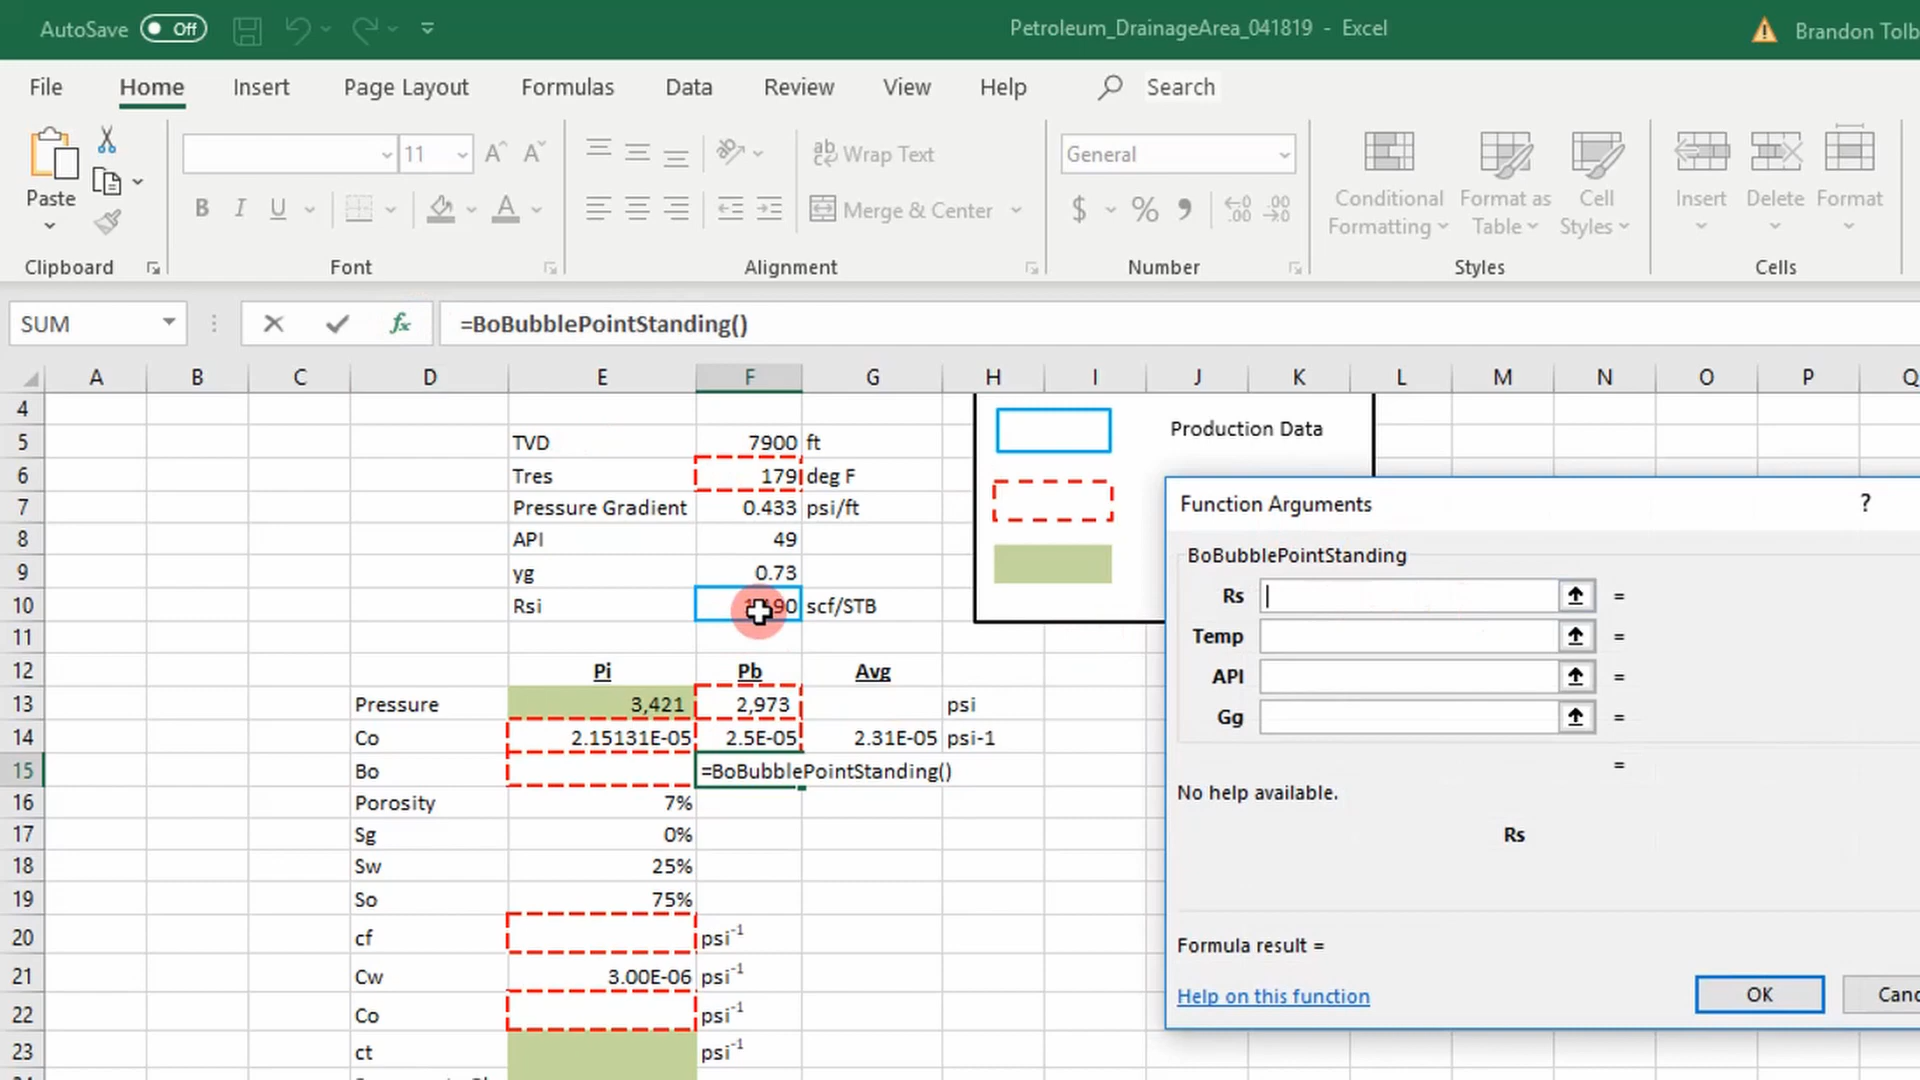 AutoSave Off Petroleum_DrainageArea_041819 - Excel Brandon Tolb
File Home Insert Page Layout Formulas Data Review View Help Search
Paste 11 Wrap Text General Conditional Formatting Format as Table Cell Styles Insert Delete Format
B I U Merge & Center $ %
Clipboard Font Alignment Number Styles Cells
SUM fx =BoBubblePointStanding()
A B C D E F G H I J K L M N O P Q
4
5 TVD 7900 ft
6 Tres 179 deg F
7 Pressure Gradient 0.433 psi/ft
8 API 49
9 yg 0.73
10 Rsi scf/STB
11
12 Pi Pb Avg
13 Pressure 3,421 2,973 psi
14 Co 2.15131E-05 2.5E-05 2.31E-05 psi-1
15 Bo =BoBubblePointStanding()
16 Porosity 7%
17 Sg 0%
18 Sw 25%
19 So 75%
20 cf psi-1
21 Cw 3.00E-06 psi-1
22 Co psi-1
23 ct psi-1
Production Data
Function Arguments ?
BoBubblePointStanding
Rs =
Temp =
API =
Gg =
=
No help available.
Rs
Formula result =
Help on this function OK Canc